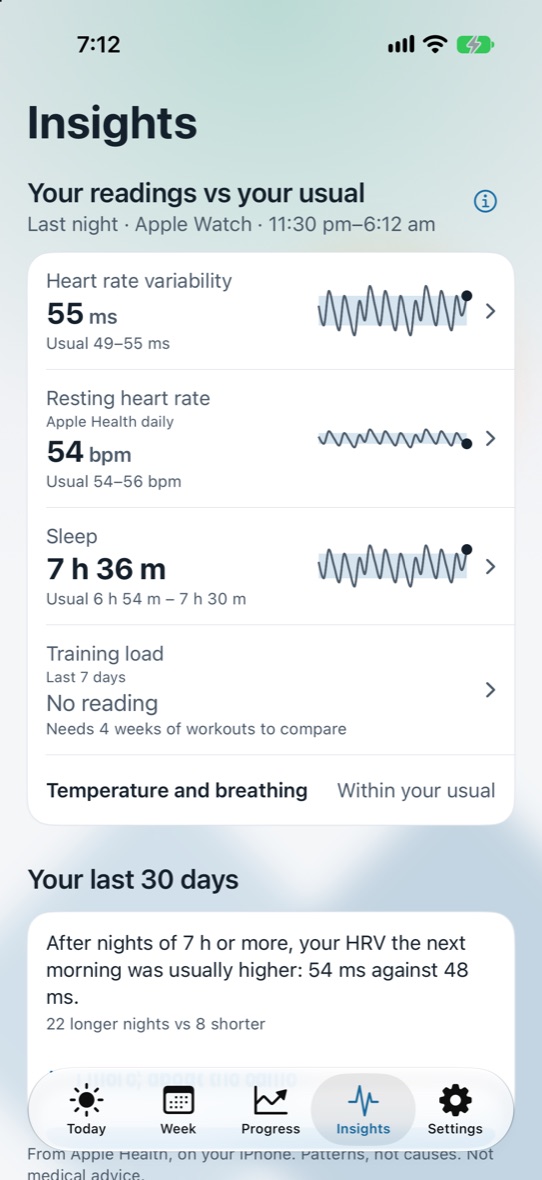 7:12
Insights
Your readings vs your usual
Last night · Apple Watch · 11:30 pm–6:12 am
Heart rate variability
55 ms
Usual 49–55 ms
Resting heart rate
Apple Health daily
54 bpm
Usual 54–56 bpm
Sleep
7 h 36 m
Usual 6 h 54 m – 7 h 30 m
Training load
Last 7 days
No reading
Needs 4 weeks of workouts to compare
Temperature and breathing Within your usual
Your last 30 days
After nights of 7 h or more, your HRV the next
morning was usually higher: 54 ms against 48
ms.
22 longer nights vs 8 shorter
Today Week Progress Insights Settings
From Apple Health, on your iPhone. Patterns, not causes. Not
medical advice.